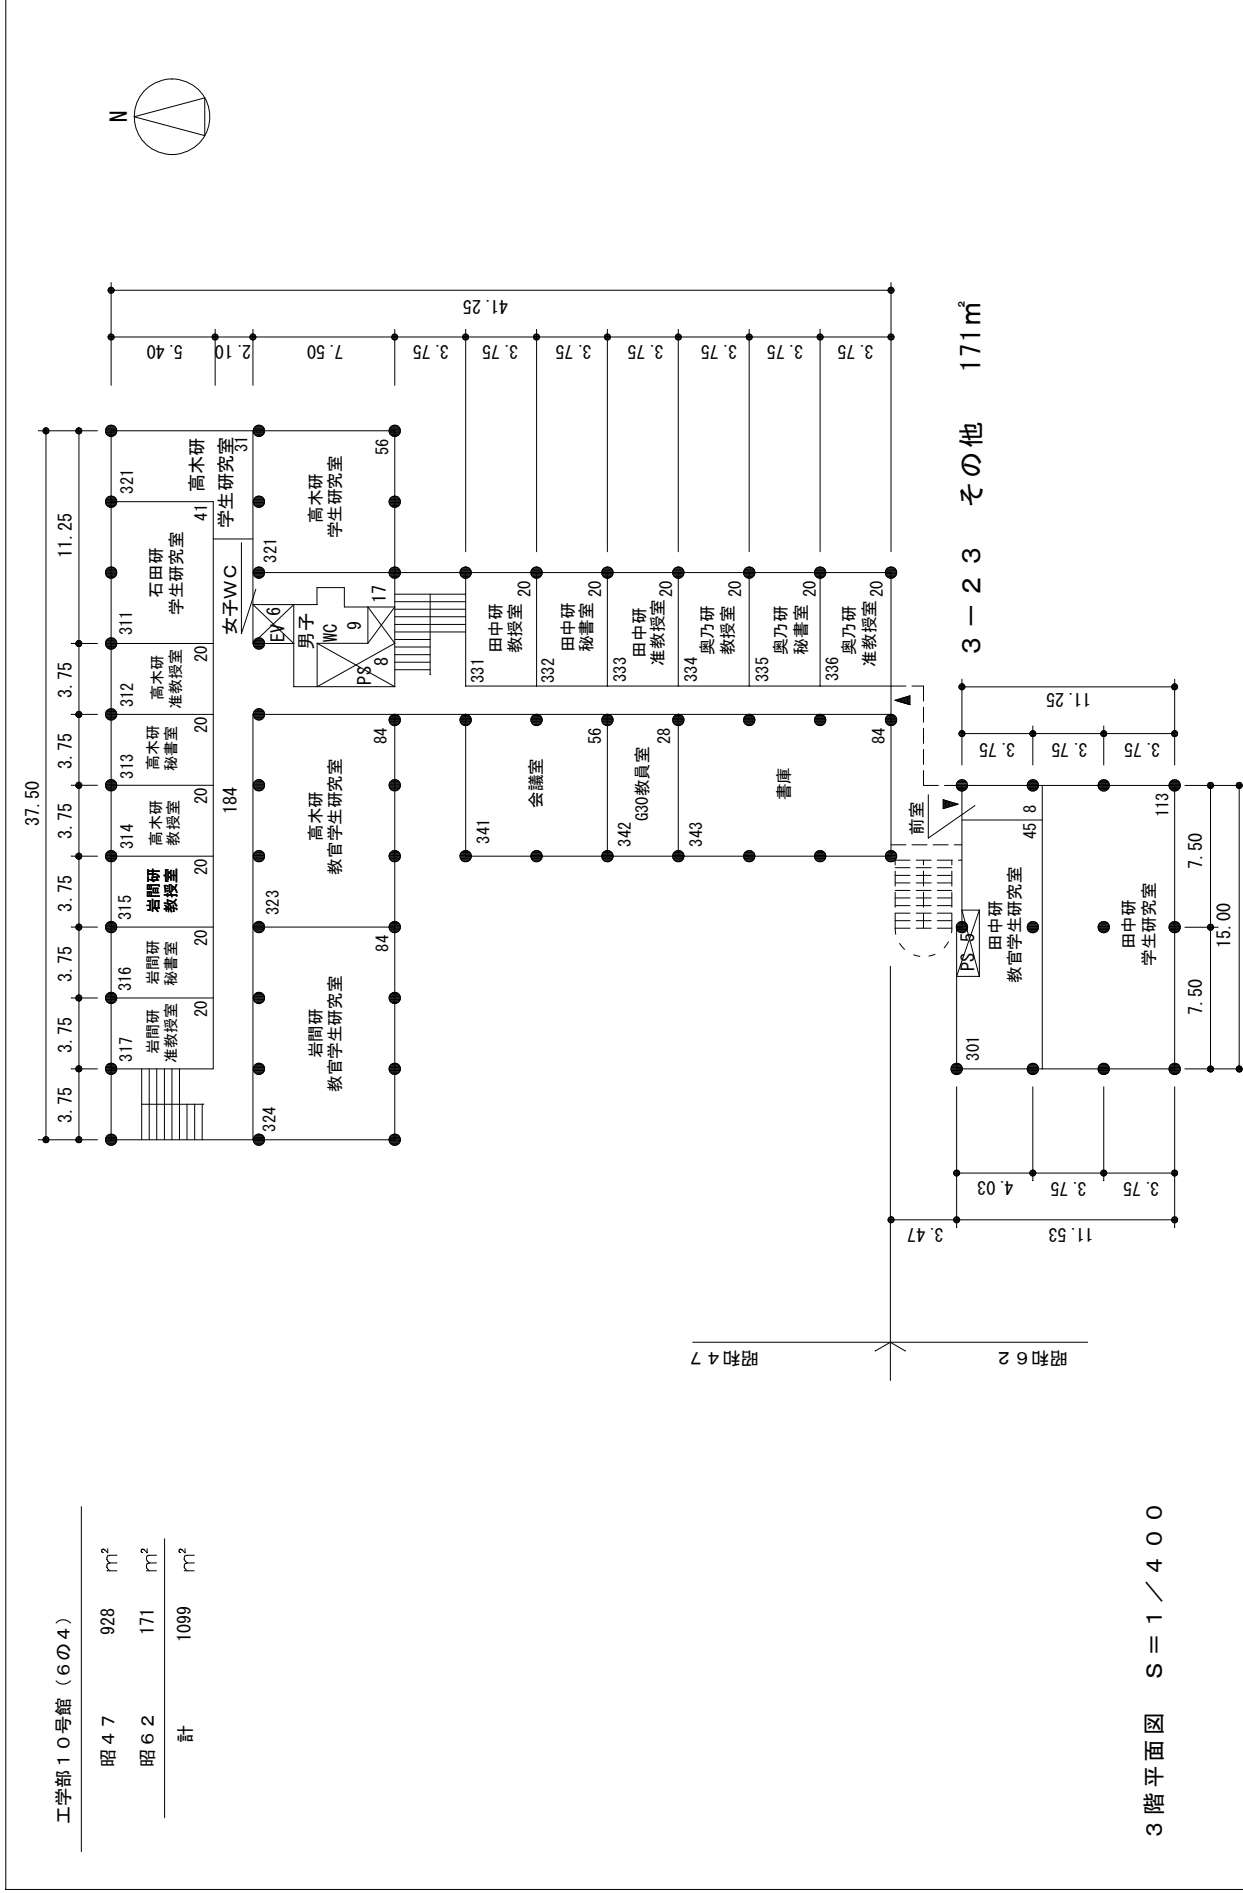 工学部１０号館（６の４）
昭４７ 928 ㎡
昭６２ 171 ㎡
計 1099 ㎡
N
37.50
3.75
3.75
3.75
3.75
3.75
3.75
3.75
11.25
317
岩間研
准教授室
20
316
岩間研
秘書室
20
315
岩間研
教授室
20
314
高木研
教授室
20
313
高木研
秘書室
20
312
高木研
准教授室
20
311
石田研
学生研究室
41
321
高木研
学生研究室
31
184
女子WC
324
岩間研
教官学生研究室
84
323
高木研
教官学生研究室
84
EV 6
男子
WC
9
PS 8
17
321
高木研
学生研究室
56
5.40
2.10
7.50
3.75
3.75
3.75
3.75
3.75
3.75
3.75
41.25
341
会議室
56
342
G30教員室
28
343
書庫
84
331
田中研
教授室
20
332
田中研
秘書室
20
333
田中研
准教授室
20
334
奥乃研
教授室
20
335
奥乃研
秘書室
20
336
奥乃研
准教授室
20
昭和４７
昭和６２
3.47
11.53
4.03
3.75
3.75
前室
8
PS 5
301
田中研
教官学生研究室
45
田中研
学生研究室
113
3.75
3.75
3.75
11.25
7.50
7.50
15.00
３－２３　その他　171㎡
３階平面図　Ｓ＝１／４００